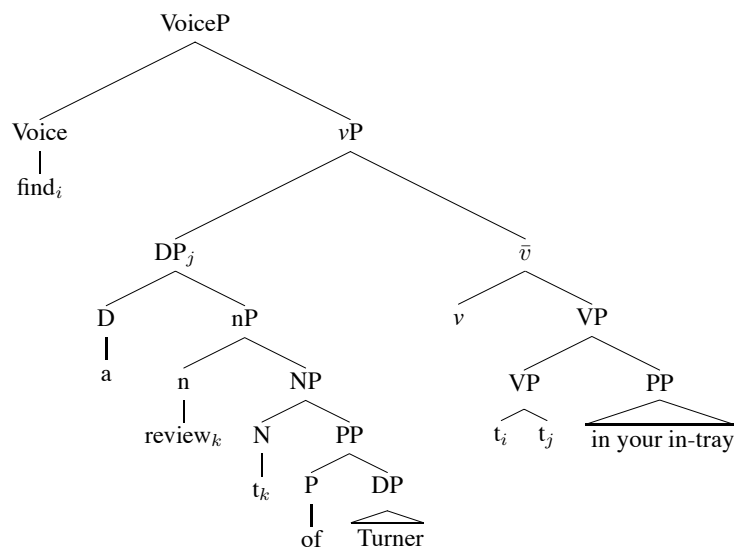 VoiceP
Voice vP
find_i
DP_j v̄
D nP v VP
a n NP VP PP
review_k N PP t_i t_j in your in-tray
t_k P DP
of Turner